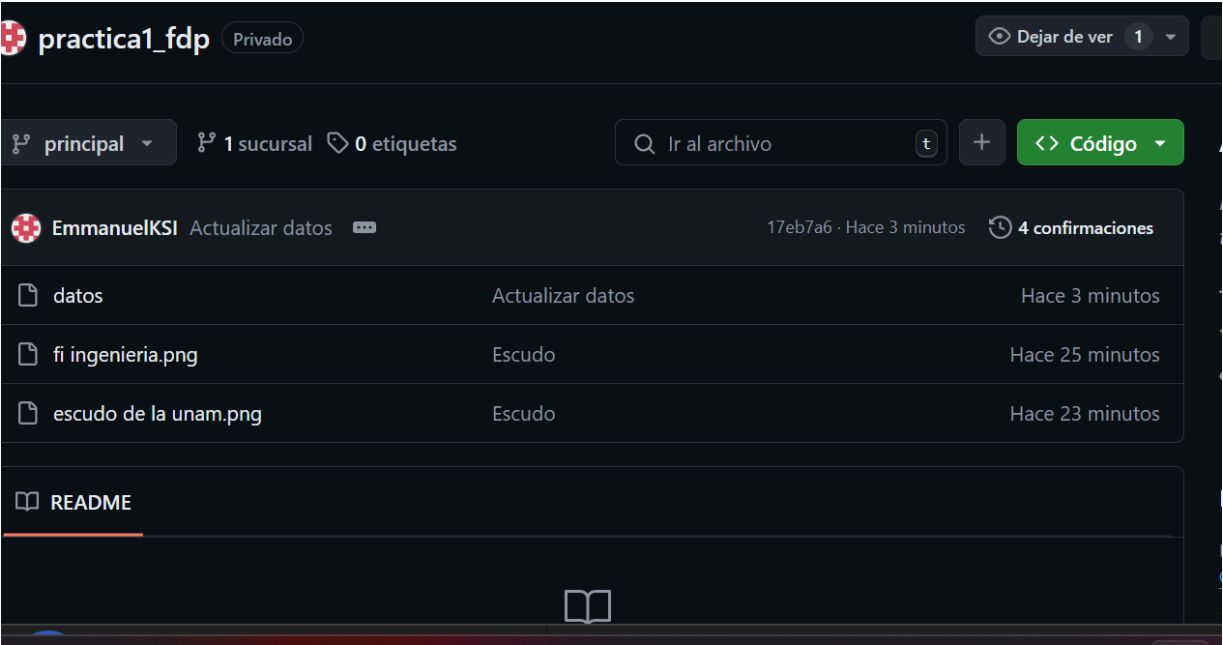 practica1_fdp Privado Dejar de ver 1
principal 1 sucursal 0 etiquetas Ir al archivo t Código
EmmanuelKSI Actualizar datos 17eb7a6 · Hace 3 minutos 4 confirmaciones
datos Actualizar datos Hace 3 minutos
fi ingenieria.png Escudo Hace 25 minutos
escudo de la unam.png Escudo Hace 23 minutos
README